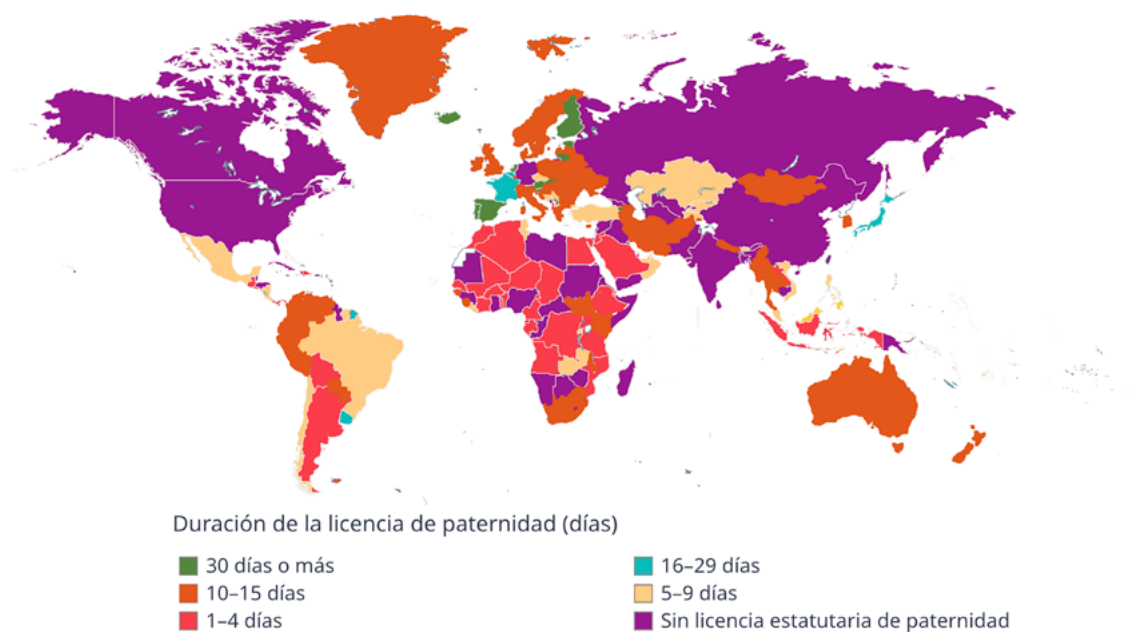 Duración de la licencia de paternidad (días)
30 días o más
16–29 días
10–15 días
5–9 días
1–4 días
Sin licencia estatutaria de paternidad